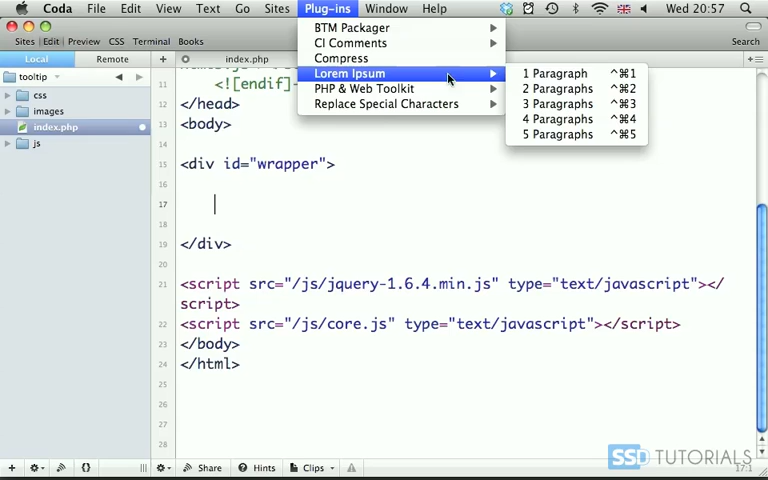 Coda File Edit View Text Go Sites Plug-ins Window Help Wed 20:57
Sites Edit Preview CSS Terminal Books Search
Local Remote index.php
tooltip
css
images
index.php
js
BTM Packager
CI Comments
Compress
Lorem Ipsum
PHP & Web Toolkit
Replace Special Characters
1 Paragraph ^⌘1
2 Paragraphs ^⌘2
3 Paragraphs ^⌘3
4 Paragraphs ^⌘4
5 Paragraphs ^⌘5
11 <![endif]-
12 </head>
13 <body>
14
15 <div id="wrapper">
16
17
18
19 </div>
20
21 <script src="/js/jquery-1.6.4.min.js" type="text/javascript"></
script>
22 <script src="/js/core.js" type="text/javascript"></script>
23 </body>
24 </html>
25
26
27
28
Share Hints Clips 17:1
SSD TUTORIALS